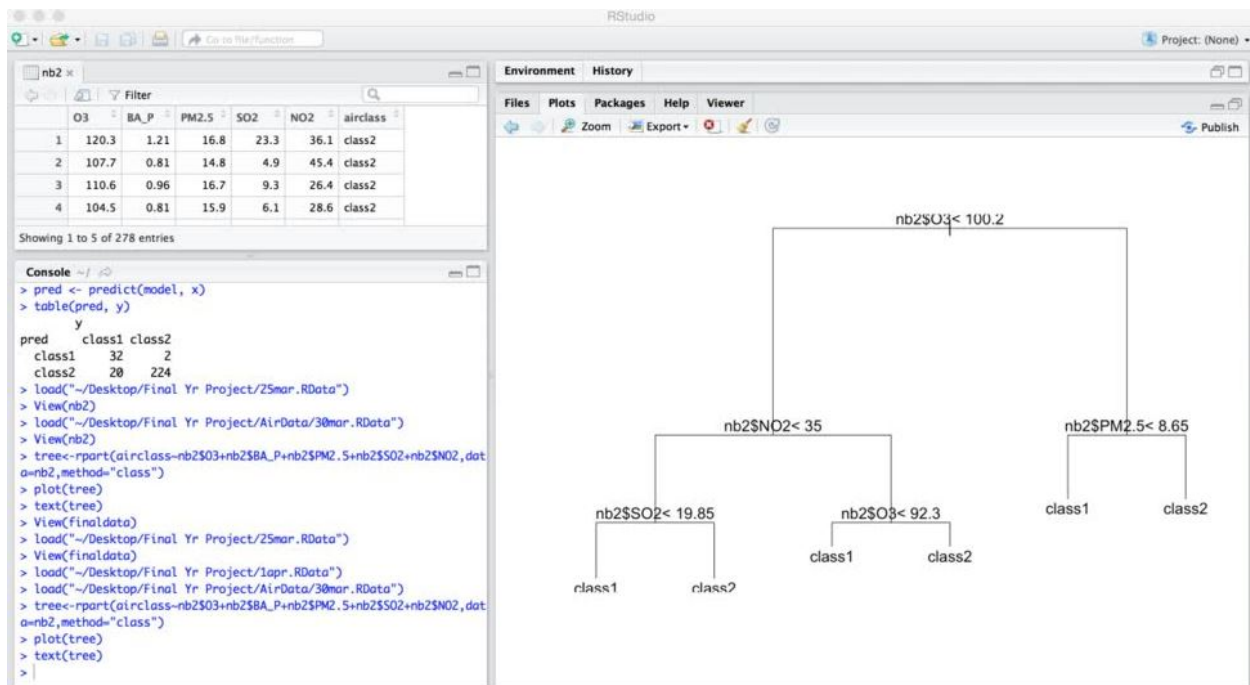 RStudio
Go to file/function
Project: (None)
nb2
Filter
O3 BA_P PM2.5 SO2 NO2 airclass
1 120.3 1.21 16.8 23.3 36.1 class2
2 107.7 0.81 14.8 4.9 45.4 class2
3 110.6 0.96 16.7 9.3 26.4 class2
4 104.5 0.81 15.9 6.1 28.6 class2
Showing 1 to 5 of 278 entries
Console ~/
> pred <- predict(model, x)
> table(pred, y)
y
pred class1 class2
class1 32 2
class2 20 224
> load("~/Desktop/Final Yr Project/25mar.RData")
> View(nb2)
> load("~/Desktop/Final Yr Project/AirData/30mar.RData")
> View(nb2)
> tree<-rpart(airclass~nb2$O3+nb2$BA_P+nb2$PM2.5+nb2$SO2+nb2$NO2,dat
a=nb2,method="class")
> plot(tree)
> text(tree)
> View(finaldata)
> load("~/Desktop/Final Yr Project/25mar.RData")
> View(finaldata)
> load("~/Desktop/Final Yr Project/1apr.RData")
> load("~/Desktop/Final Yr Project/AirData/30mar.RData")
> tree<-rpart(airclass~nb2$O3+nb2$BA_P+nb2$PM2.5+nb2$SO2+nb2$NO2,dat
a=nb2,method="class")
> plot(tree)
> text(tree)
>
Environment History
Files Plots Packages Help Viewer
Zoom Export Publish
nb2$O3< 100.2
nb2$NO2< 35 nb2$PM2.5< 8.65
nb2$SO2< 19.85 nb2$O3< 92.3 class1 class2
class1 class2
class1 class2